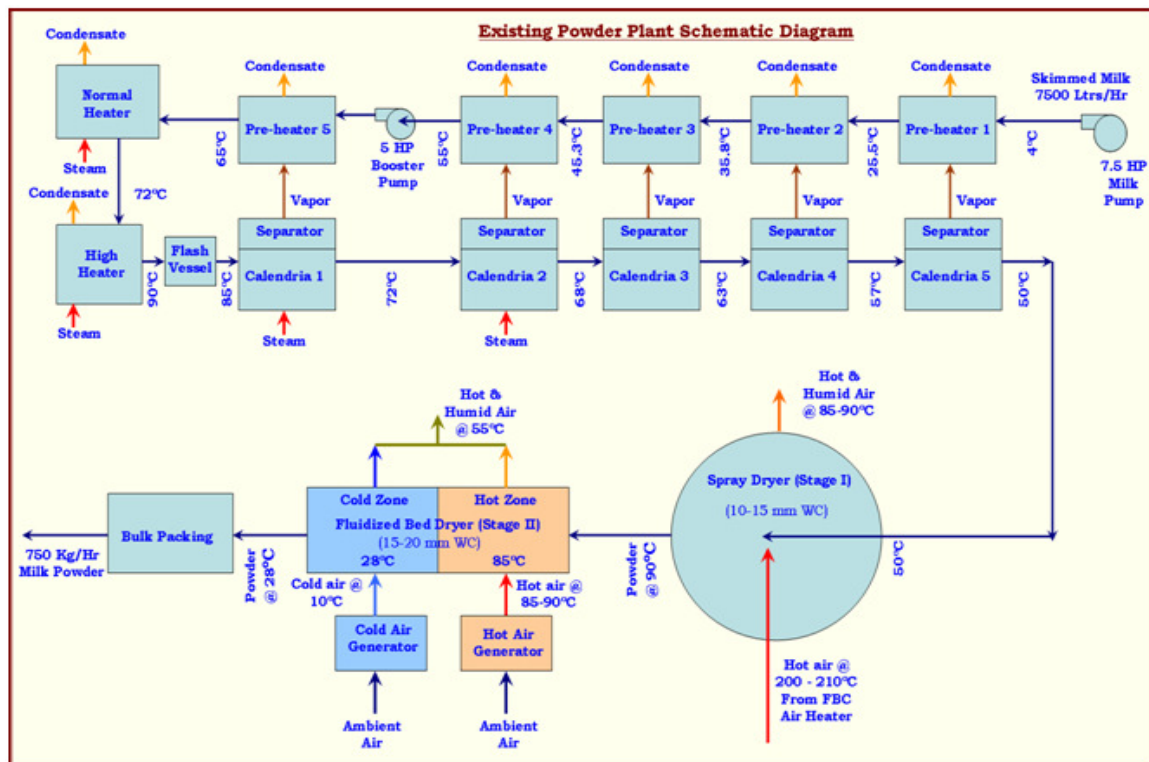 Existing Powder Plant Schematic Diagram
Condensate
Condensate
Condensate
Condensate
Condensate
Condensate
Skimmed Milk
7500 Ltrs/Hr
Normal
Heater
Pre-heater 5
Pre-heater 4
Pre-heater 3
Pre-heater 2
Pre-heater 1
65°C
5 HP
Booster
Pump
55°C
45.3°C
35.8°C
25.5°C
4°C
7.5 HP
Milk
Pump
Steam
Condensate
72°C
Vapor
Vapor
Vapor
Vapor
Vapor
High
Heater
Flash
Vessel
Separator
Calendria 1
Separator
Calendria 2
Separator
Calendria 3
Separator
Calendria 4
Separator
Calendria 5
90°C
85°C
72°C
68°C
63°C
57°C
50°C
Steam
Steam
Steam
Hot &
Humid Air
@ 55°C
Hot &
Humid Air
@ 85-90°C
Cold Zone
Hot Zone
Fluidized Bed Dryer (Stage II)
(15-20 mm WC)
28°C
85°C
Spray Dryer (Stage I)
(10-15 mm WC)
Bulk Packing
750 Kg/Hr
Milk Powder
Powder
@ 28°C
Cold air @
10°C
Hot air @
85-90°C
Powder
@ 90°C
50°C
Cold Air
Generator
Hot Air
Generator
Hot air @
200 - 210°C
From FBC
Air Heater
Ambient
Air
Ambient
Air